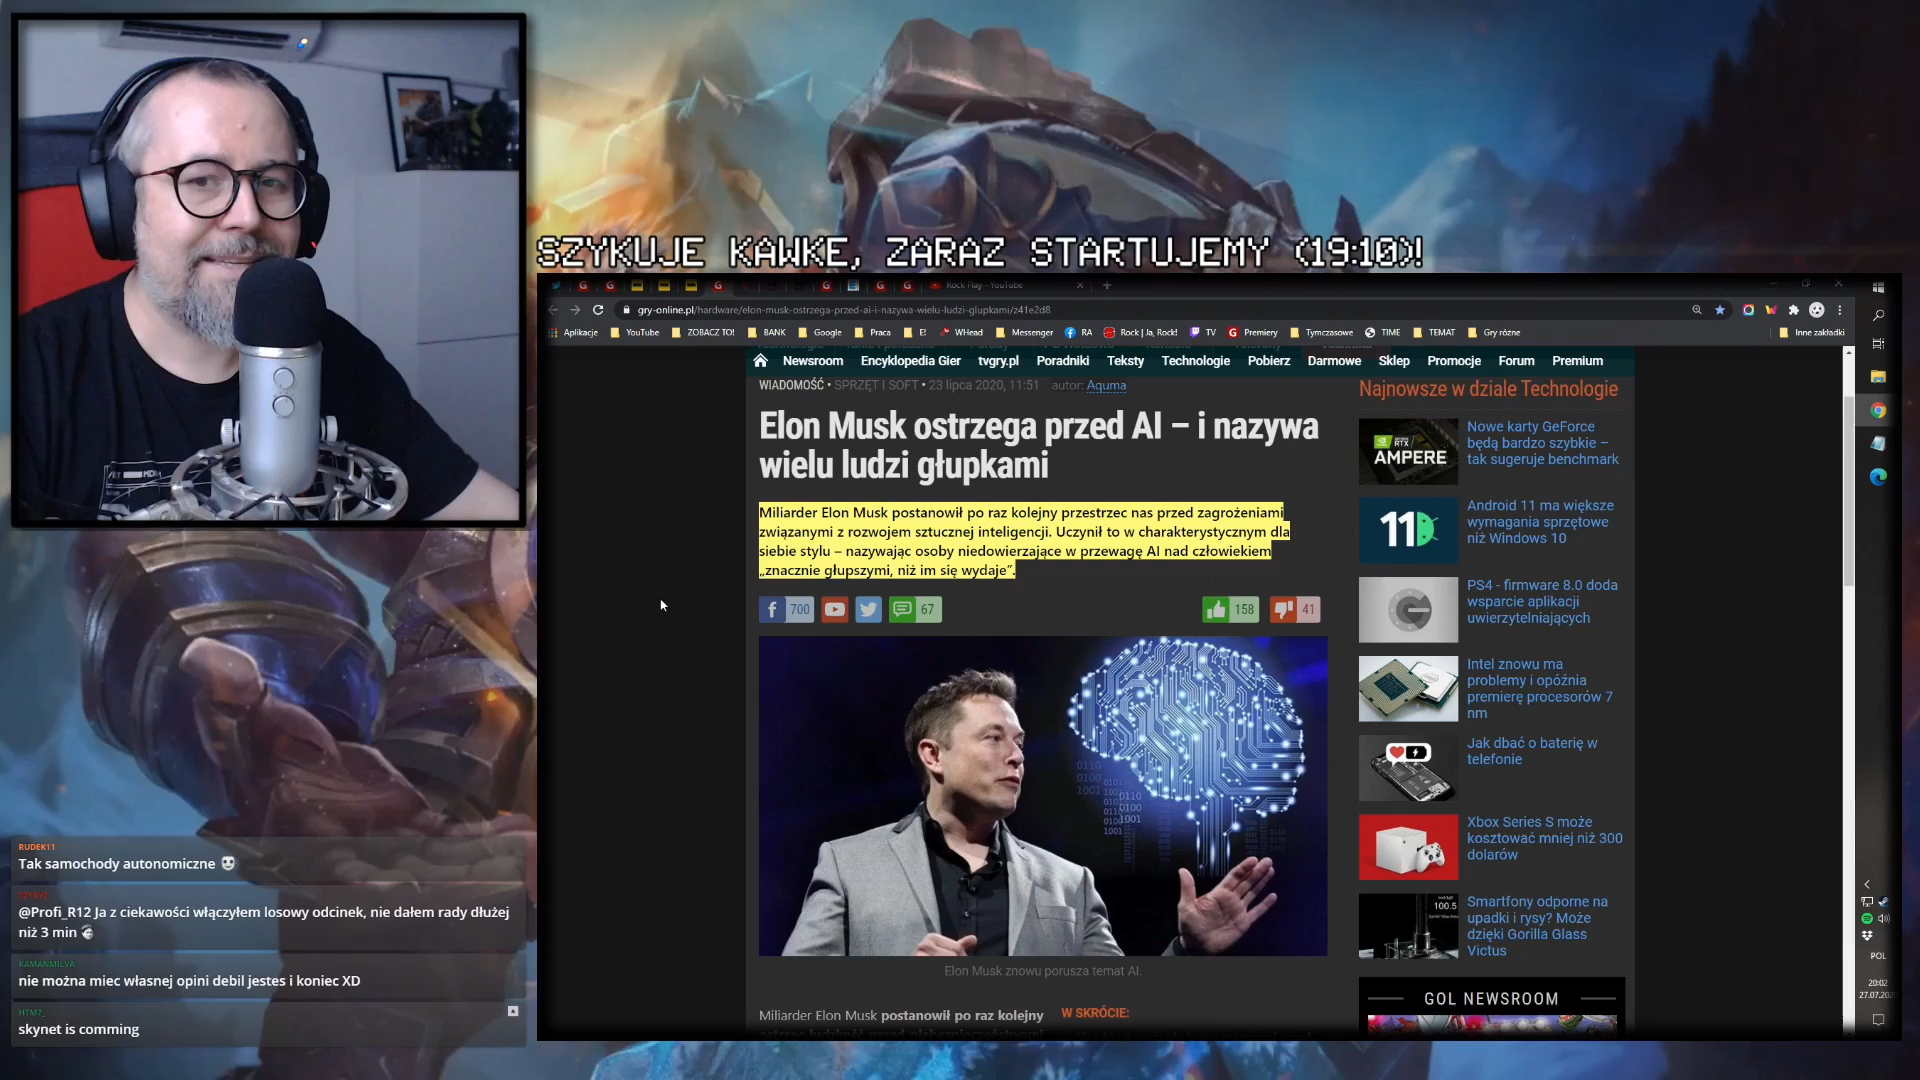 SZYKUJE KAWKE, ZARAZ STARTUJEMY (19:10)!
Rock Play - YouTube
gry-online.pl/hardware/elon-musk-ostrzega-przed-ai-i-nazywa-wielu-ludzi-glupkami/z41e2d8
Aplikacje YouTube ZOBACZ TO! BANK Google Praca E! WHead Messenger RA Rock | Ja, Rock! TV Premiery Tymczasowe TIME TEMAT Gry różne Inne zakładki
Newsroom Encyklopedia Gier tvgry.pl Poradniki Teksty Technologie Pobierz Darmowe Sklep Promocje Forum Premium
WIADOMOŚĆ • SPRZĘT I SOFT • 23 lipca 2020, 11:51 autor: Aquma
Elon Musk ostrzega przed AI – i nazywa
wielu ludzi głupkami
Miliarder Elon Musk postanowił po raz kolejny przestrzec nas przed zagrożeniami
związanymi z rozwojem sztucznej inteligencji. Uczynił to w charakterystycznym dla
siebie stylu – nazywając osoby niedowierzające w przewagę AI nad człowiekiem
„znacznie głupszymi, niż im się wydaje”.
700 67 158 41
Elon Musk znowu porusza temat AI.
Miliarder Elon Musk postanowił po raz kolejny
W SKRÓCIE:
Najnowsze w dziale Technologie
RTX
AMPERE
Nowe karty GeForce
będą bardzo szybkie –
tak sugeruje benchmark
11
Android 11 ma większe
wymagania sprzętowe
niż Windows 10
PS4 - firmware 8.0 doda
wsparcie aplikacji
uwierzytelniających
Intel znowu ma
problemy i opóźnia
premierę procesorów 7
nm
Jak dbać o baterię w
telefonie
Xbox Series S może
kosztować mniej niż 300
dolarów
100.5
Smartfony odporne na
upadki i rysy? Może
dzięki Gorilla Glass
Victus
GOL NEWSROOM
POL
20:02
RUDEK11
Tak samochody autonomiczne
@Profi_R12 Ja z ciekawości włączyłem losowy odcinek, nie dałem rady dłużej
niż 3 min
KAMANMILVA
nie można miec własnej opini debil jestes i koniec XD
HTM7_
skynet is comming